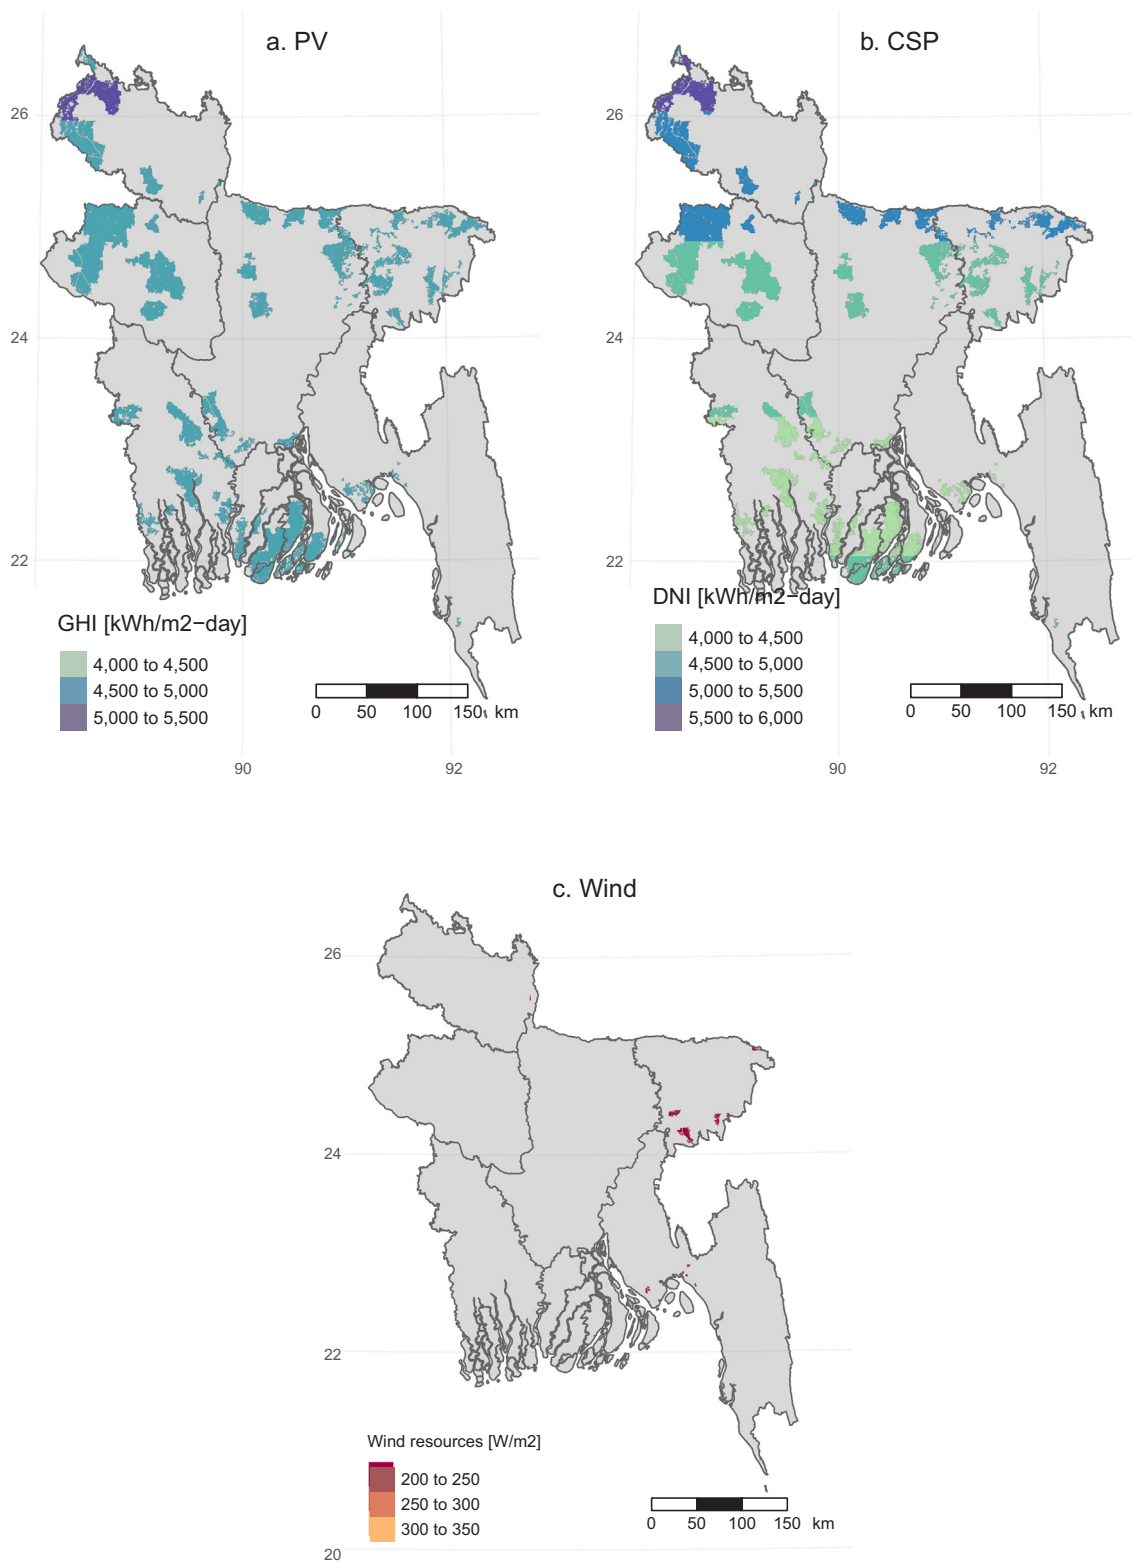 a. PV
26
24
22
GHI [kWh/m2−day]
4,000 to 4,500
4,500 to 5,000
5,000 to 5,500
0 50 100 150 km
90 92
b. CSP
26
24
22
DNI [kWh/m2−day]
4,000 to 4,500
4,500 to 5,000
5,000 to 5,500
5,500 to 6,000
0 50 100 150 km
90 92
c. Wind
26
24
22
20
Wind resources [W/m2]
200 to 250
250 to 300
300 to 350
0 50 100 150 km